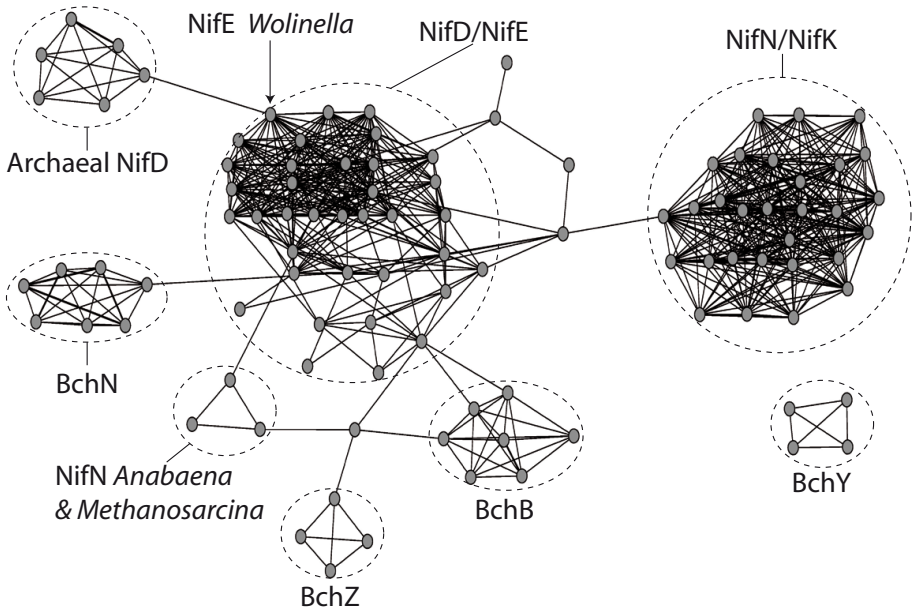 NifE Wolinella
NifD/NifE
NifN/NifK
Archaeal NifD
BchN
NifN Anabaena
& Methanosarcina
BchB
BchY
BchZ